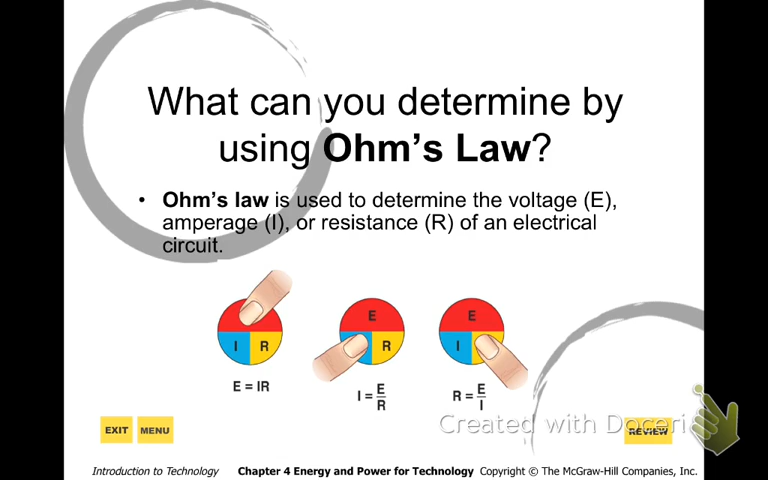 What can you determine by
using Ohm's Law?
• Ohm's law is used to determine the voltage (E),
amperage (I), or resistance (R) of an electrical
circuit.
I R
E = IR
E
R
I = E/R
E
I
R = E/I
Created with Doceri
EXIT MENU
REVIEW
Introduction to Technology Chapter 4 Energy and Power for Technology Copyright © The McGraw-Hill Companies, Inc.